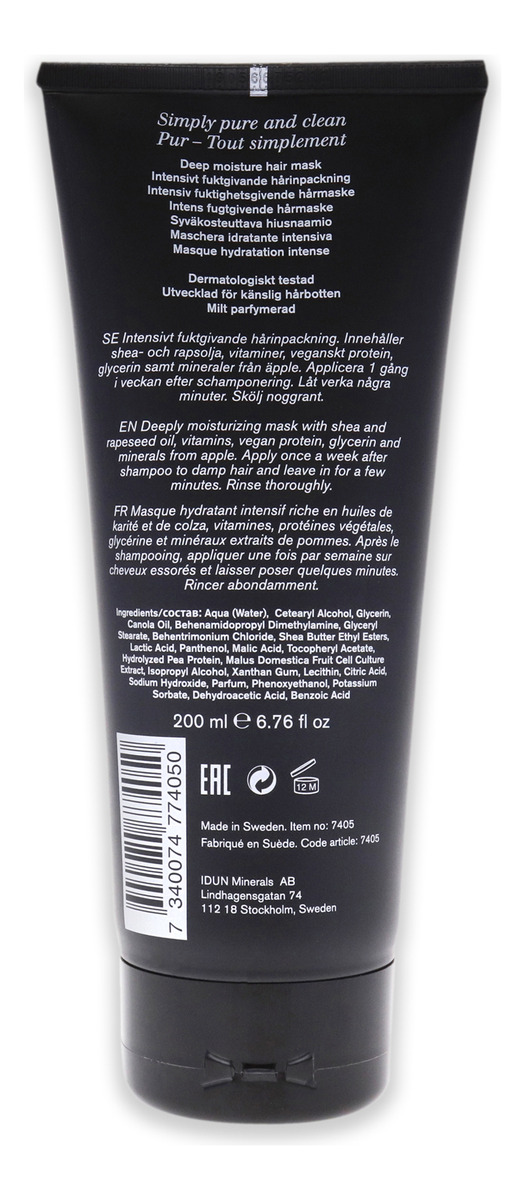 Simply pure and clean
Pur – Tout simplement
Deep moisture hair mask
Intensivt fuktgivande hårinpackning
Intensiv fuktighetsgivende hårmaske
Intens fugtgivende hårmaske
Syväkosteuttava hiusnaamio
Maschera idratante intensiva
Masque hydratation intense
Dermatologiskt testad
Utvecklad för känslig hårbotten
Milt parfymerad
SE Intensivt fuktgivande hårinpackning. Innehåller
shea- och rapsolja, vitaminer, veganskt protein,
glycerin samt mineraler från äpple. Applicera 1 gång
i veckan efter schamponering. Låt verka några
minuter. Skölj noggrant.
EN Deeply moisturizing mask with shea and
rapeseed oil, vitamins, vegan protein, glycerin and
minerals from apple. Apply once a week after
shampoo to damp hair and leave in for a few
minutes. Rinse thoroughly.
FR Masque hydratant intensif riche en huiles de
karité et de colza, vitamines, protéines végétales,
glycérine et minéraux extraits de pommes. Après le
shampooing, appliquer une fois par semaine sur
cheveux essorés et laisser poser quelques minutes.
Rincer abondamment.
Ingredients/состав: Aqua (Water), Cetearyl Alcohol, Glycerin,
Canola Oil, Behenamidopropyl Dimethylamine, Glyceryl
Stearate, Behentrimonium Chloride, Shea Butter Ethyl Esters,
Lactic Acid, Panthenol, Malic Acid, Tocopheryl Acetate,
Hydrolyzed Pea Protein, Malus Domestica Fruit Cell Culture
Extract, Isopropyl Alcohol, Xanthan Gum, Lecithin, Citric Acid,
Sodium Hydroxide, Parfum, Phenoxyethanol, Potassium
Sorbate, Dehydroacetic Acid, Benzoic Acid
200 ml ℮ 6.76 fl oz
7 340074 774050
EAC
12 M
Made in Sweden. Item no: 7405
Fabriqué en Suède. Code article: 7405
IDUN Minerals AB
Lindhagensgatan 74
112 18 Stockholm, Sweden